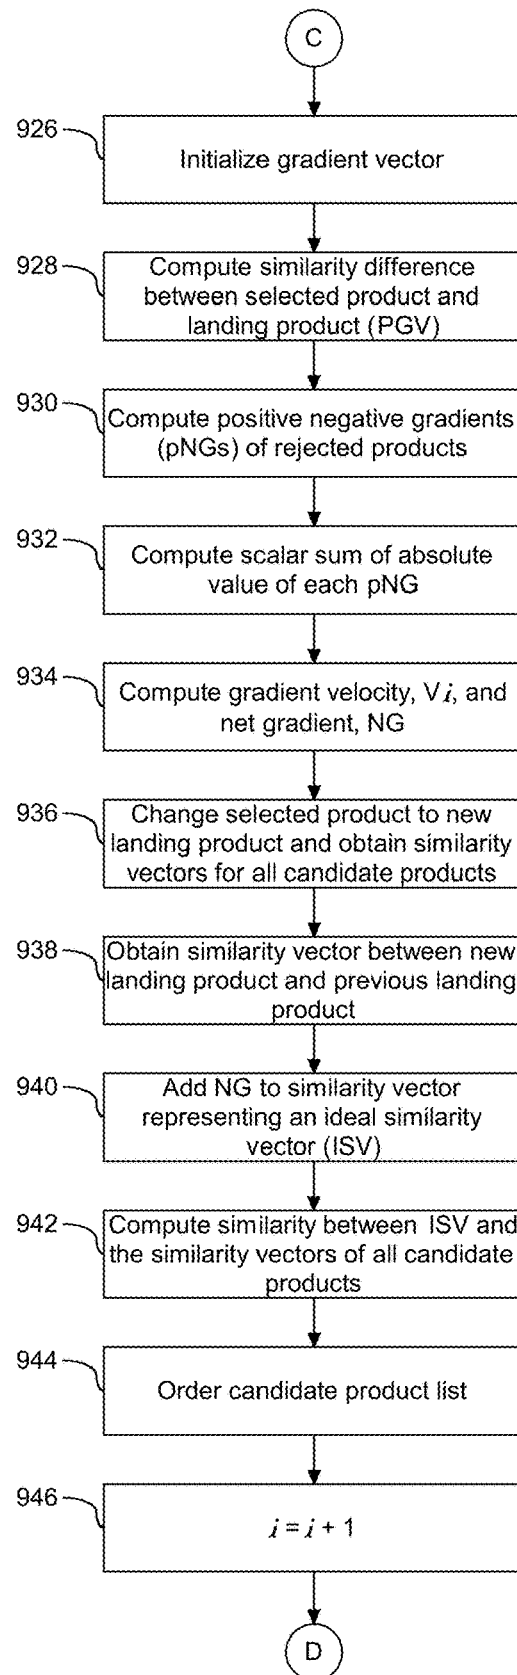 C
926
Initialize gradient vector
928
Compute similarity difference
between selected product and
landing product (PGV)
930
Compute positive negative gradients
(pNGs) of rejected products
932
Compute scalar sum of absolute
value of each pNG
934
Compute gradient velocity, Vi, and
net gradient, NG
936
Change selected product to new
landing product and obtain similarity
vectors for all candidate products
938
Obtain similarity vector between new
landing product and previous landing
product
940
Add NG to similarity vector
representing an ideal similarity
vector (ISV)
942
Compute similarity between ISV and
the similarity vectors of all candidate
products
944
Order candidate product list
946
i = i + 1
D